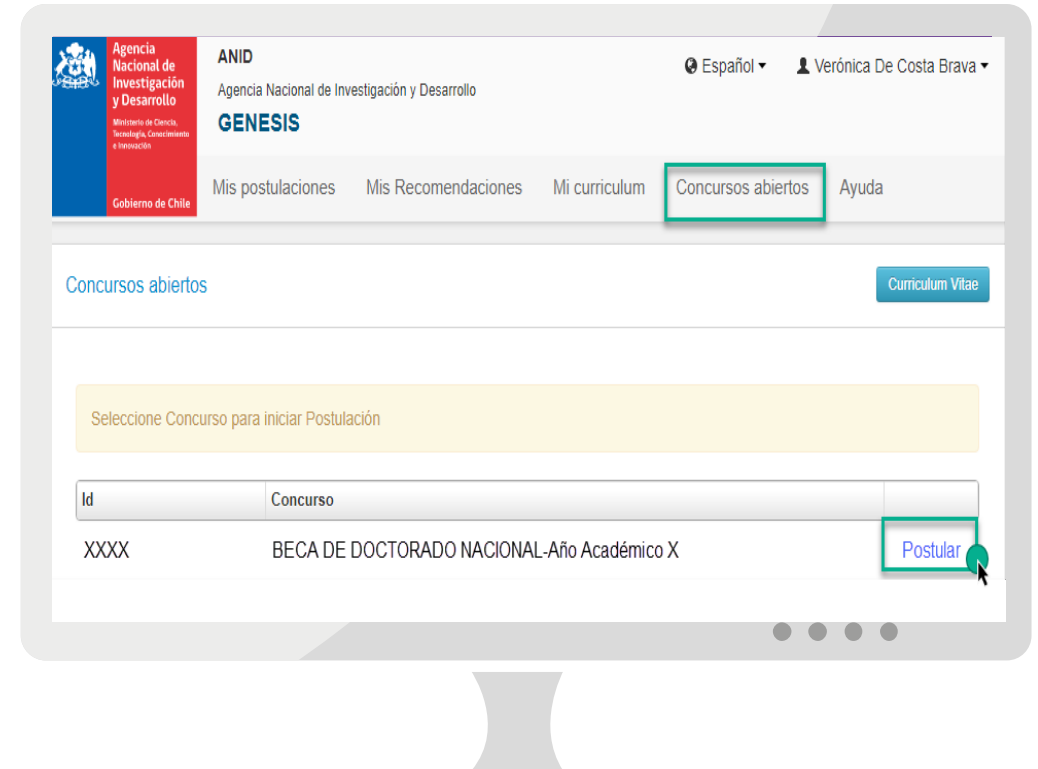 Agencia
Nacional de
Investigación
y Desarrollo
Ministerio de Ciencia,
Tecnología, Conocimiento
e Innovación
Gobierno de Chile
ANID
Agencia Nacional de Investigación y Desarrollo
GENESIS
Español
Verónica De Costa Brava
Mis postulaciones Mis Recomendaciones Mi curriculum Concursos abiertos Ayuda
Concursos abiertos
Curriculum Vitae
Seleccione Concurso para iniciar Postulación
Id Concurso
XXXX BECA DE DOCTORADO NACIONAL-Año Académico X Postular